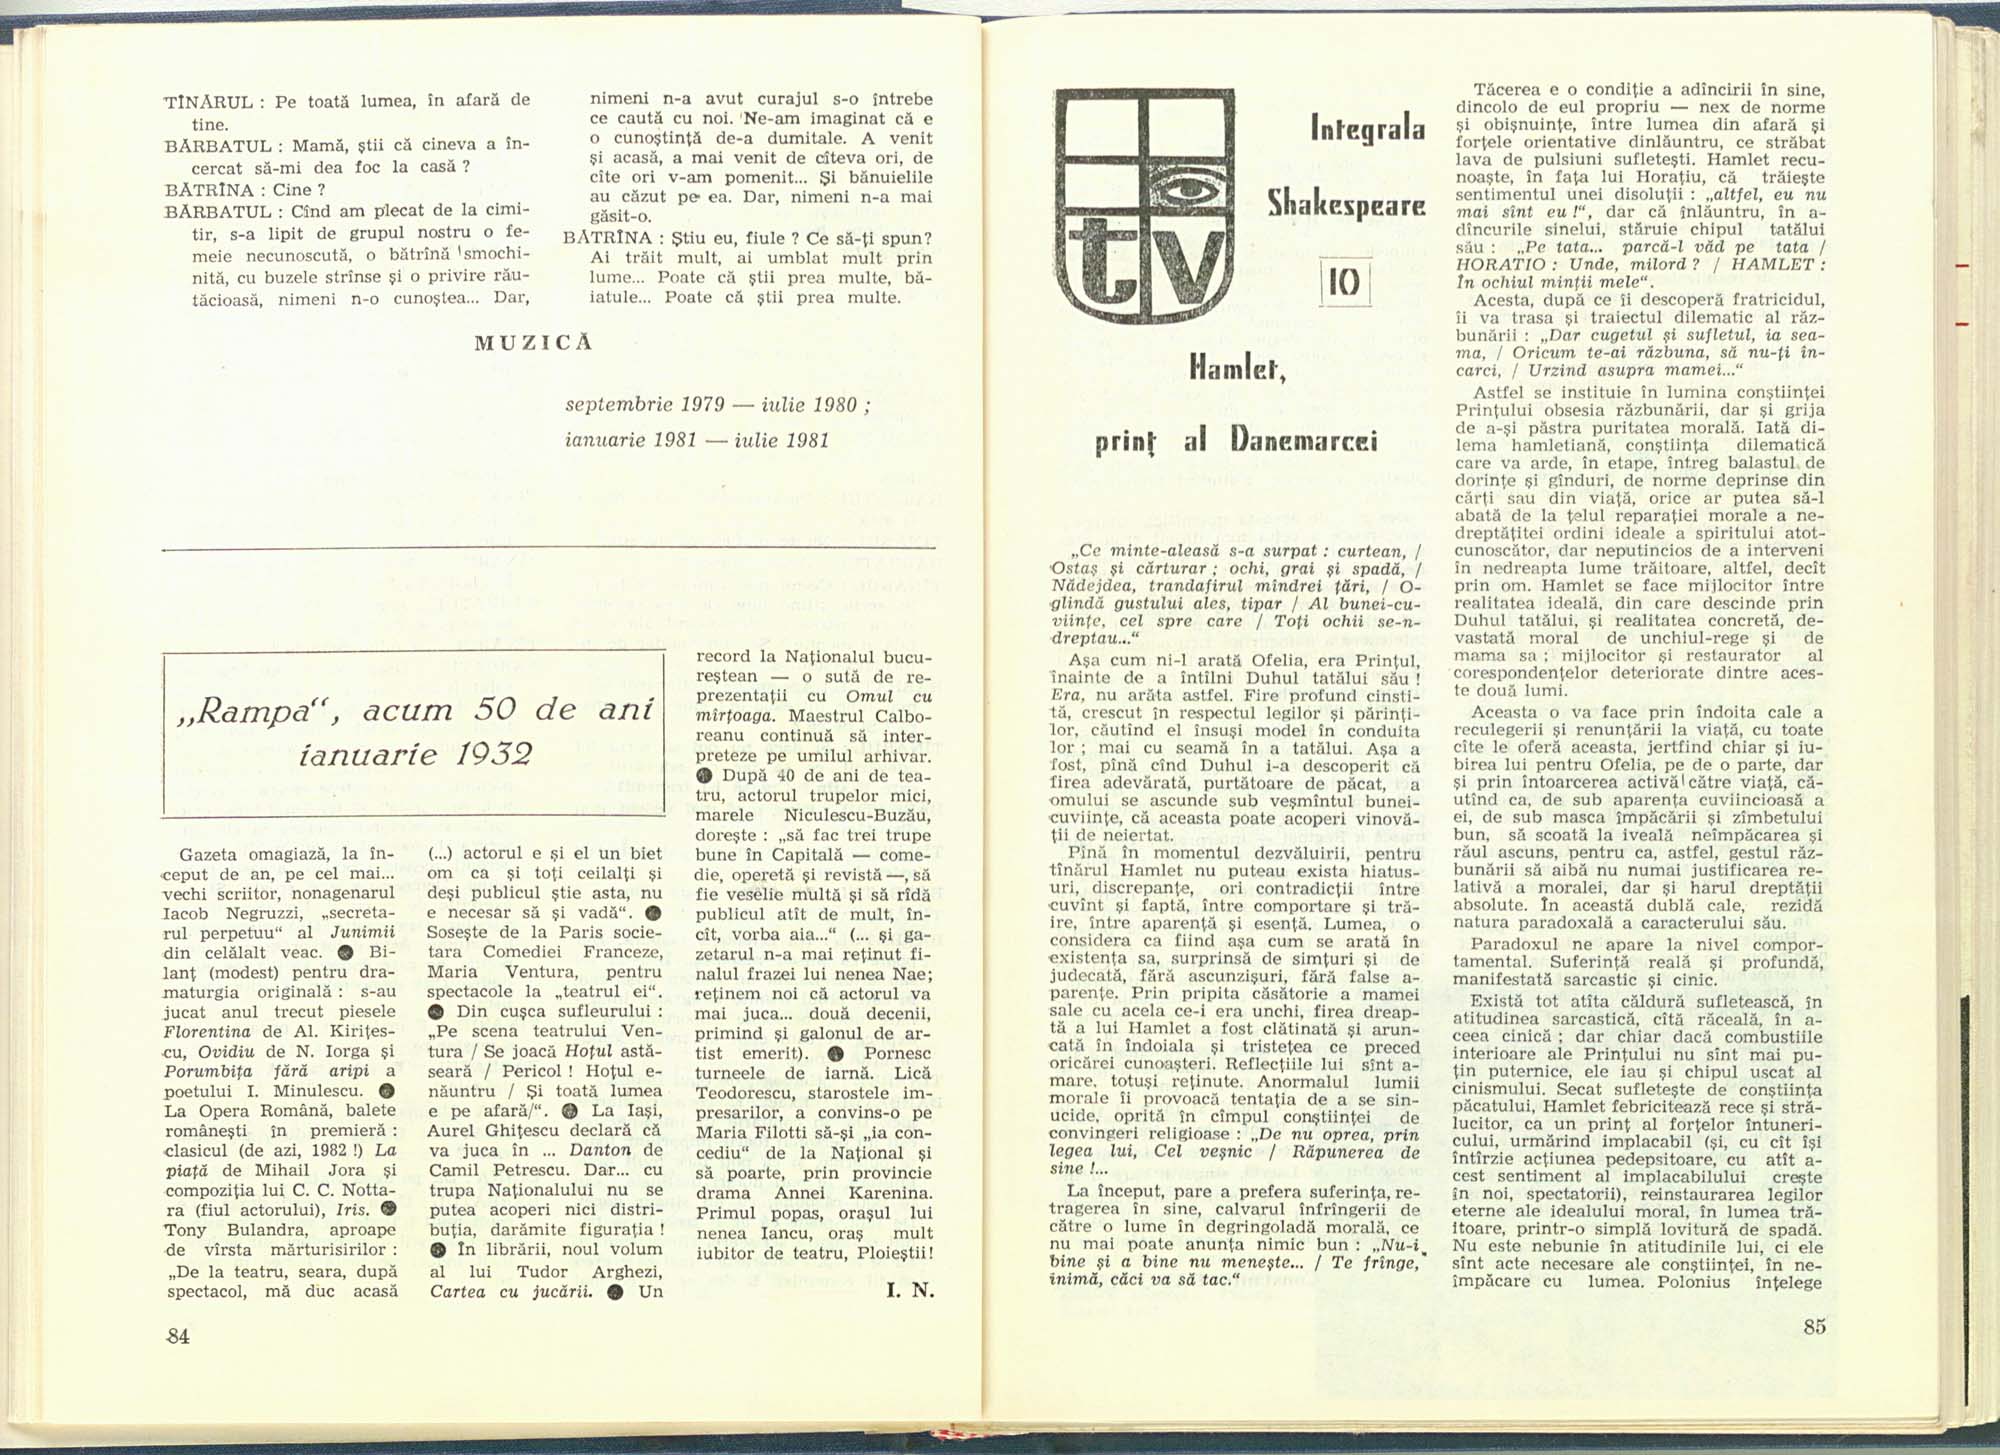 TÎNĂRUL : Pe toată lumea, în afară de
tine.
BĂRBATUL : Mamă, știi că cineva a în-
cercat să-mi dea foc la casă ?
BĂTRÎNA : Cine ?
BĂRBATUL : Cînd am plecat de la cimi-
tir, s-a lipit de grupul nostru o fe-
meie necunoscută, o bătrînă smochi-
nită, cu buzele strînse și o privire rău-
tăcioasă, nimeni n-o cunoștea... Dar,
nimeni n-a avut curajul s-o întrebe
ce caută cu noi. Ne-am imaginat că e
o cunoștință de-a dumitale. A venit
și acasă, a mai venit de cîteva ori, de
cîte ori v-am pomenit... Și bănuielile
au căzut pe ea. Dar, nimeni n-a mai
găsit-o.
BĂTRÎNA : Știu eu, fiule ? Ce să-ți spun?
Ai trăit mult, ai umblat mult prin
lume... Poate că știi prea multe, bă-
iatule... Poate că știi prea multe.
MUZICĂ
septembrie 1979 — iulie 1980 ;
ianuarie 1981 — iulie 1981
„Rampa“, acum 50 de ani
ianuarie 1932
Gazeta omagiază, la în-
ceput de an, pe cel mai...
vechi scriitor, nonagenarul
Iacob Negruzzi, „secreta-
rul perpetuu“ al Junimii
din celălalt veac. ● Bi-
lanț (modest) pentru dra-
maturgia originală : s-au
jucat anul trecut piesele
Florentina de Al. Kirițes-
cu, Ovidiu de N. Iorga și
Porumbița fără aripi a
poetului I. Minulescu. ●
La Opera Română, balete
românești în premieră :
clasicul (de azi, 1982 !) La
piață de Mihail Jora și
compoziția lui C. C. Notta-
ra (fiul actorului), Iris. ●
Tony Bulandra, aproape
de vîrsta mărturisirilor :
„De la teatru, seara, după
spectacol, mă duc acasă
(...) actorul e și el un biet
om ca și toți ceilalți și
deși publicul știe asta, nu
e necesar să și vadă“. ●
Sosește de la Paris socie-
tara Comediei Franceze,
Maria Ventura, pentru
spectacole la „teatrul ei“.
● Din cușca sufleurului :
„Pe scena teatrului Ven-
tura / Se joacă Hoțul astă-
seară / Pericol ! Hoțul e-
năuntru / Și toată lumea
e pe afară/“. ● La Iași,
Aurel Ghițescu declară că
va juca în ... Danton de
Camil Petrescu. Dar... cu
trupa Naționalului nu se
putea acoperi nici distri-
buția, darămite figurația !
● În librării, noul volum
al lui Tudor Arghezi,
Cartea cu jucării. ● Un
record la Naționalul bucu-
reștean — o sută de re-
prezentații cu Omul cu
mîrțoaga. Maestrul Calbo-
reanu continuă să inter-
preteze pe umilul arhivar.
● După 40 de ani de tea-
tru, actorul trupelor mici,
marele Niculescu-Buzău,
dorește : „să fac trei trupe
bune în Capitală — come-
die, operetă și revistă —, să
fie veselie multă și să rîdă
publicul atît de mult, în-
cît, vorba aia...“ (... și ga-
zetarul n-a mai reținut fi-
nalul frazei lui nenea Nae;
reținem noi că actorul va
mai juca... două decenii,
primind și galonul de ar-
tist emerit). ● Pornesc
turneele de iarnă. Lică
Teodorescu, starostele im-
presarilor, a convins-o pe
Maria Filotti să-și „ia con-
cediu“ de la Național și
să poarte, prin provincie
drama Annei Karenina.
Primul popas, orașul lui
nenea Iancu, oraș mult
iubitor de teatru, Ploieștii!
I. N.
84
tv
Integrala
Shakespeare
10
Hamlet,
prinț al Danemarcei
„Ce minte-aleasă s-a surpat : curtean, /
Ostaș și cărturar ; ochi, grai și spadă, /
Nădejdea, trandafirul mîndrei țări, / O-
glindă gustului ales, tipar / Al bunei-cu-
viințe, cel spre care / Toți ochii se-n-
dreptau...“
Așa cum ni-l arată Ofelia, era Prințul,
înainte de a întîlni Duhul tatălui său !
Era, nu arăta astfel. Fire profund cinsti-
tă, crescut în respectul legilor și părinți-
lor, căutînd el însuși model în conduita
lor ; mai cu seamă în a tatălui. Așa a
fost, pînă cînd Duhul i-a descoperit că
firea adevărată, purtătoare de păcat, a
omului se ascunde sub veșmîntul bunei-
cuviințe, că aceasta poate acoperi vinovă-
ții de neiertat.
Pînă în momentul dezvăluirii, pentru
tînărul Hamlet nu puteau exista hiatus-
uri, discrepanțe, ori contradicții între
cuvînt și faptă, între comportare și tră-
ire, între aparență și esență. Lumea, o
considera ca fiind așa cum se arată în
existența sa, surprinsă de simțuri și de
judecată, fără ascunzișuri, fără false a-
parențe. Prin pripita căsătorie a mamei
sale cu acela ce-i era unchi, firea dreap-
tă a lui Hamlet a fost clătinată și arun-
cată în îndoiala și tristețea ce preced
oricărei cunoașteri. Reflecțiile lui sînt a-
mare, totuși reținute. Anormalul lumii
morale îi provoacă tentația de a se sin-
ucide, oprită în cîmpul conștiinței de
convingeri religioase : „De nu oprea, prin
legea lui, Cel veșnic / Răpunerea de
sine !...
La început, pare a prefera suferința, re-
tragerea în sine, calvarul înfrîngerii de
către o lume în degringoladă morală, ce
nu mai poate anunța nimic bun : „Nu-i
bine și a bine nu menește... / Te frînge,
inimă, căci va să tac.“
Tăcerea e o condiție a adîncirii în sine,
dincolo de eul propriu — nex de norme
și obișnuințe, între lumea din afară și
forțele orientative dinlăuntru, ce străbat
lava de pulsiuni sufletești. Hamlet recu-
noaște, în fața lui Horațiu, că trăiește
sentimentul unei disoluții : „altfel, eu nu
mai sînt eu !“, dar că înlăuntru, în a-
dîncurile sinelui, stăruie chipul tatălui
său : „Pe tata... parcă-l văd pe tata /
HORATIO : Unde, milord ? / HAMLET :
În ochiul minții mele“.
Acesta, după ce îi descoperă fratricidul,
îi va trasa și traiectul dilematic al răz-
bunării : „Dar cugetul și sufletul, ia sea-
ma, / Oricum te-ai răzbuna, să nu-ți în-
carci, / Urzind asupra mamei...“
Astfel se instituie în lumina conștiinței
Prințului obsesia răzbunării, dar și grija
de a-și păstra puritatea morală. Iată di-
lema hamletiană, conștiința dilematică
care va arde, în etape, întreg balastul de
dorințe și gînduri, de norme deprinse din
cărți sau din viață, orice ar putea să-l
abată de la țelul reparației morale a ne-
dreptățitei ordini ideale a spiritului atot-
cunoscător, dar neputincios de a interveni
în nedreapta lume trăitoare, altfel, decît
prin om. Hamlet se face mijlocitor între
realitatea ideală, din care descinde prin
Duhul tatălui, și realitatea concretă, de-
vastată moral de unchiul-rege și de
mama sa ; mijlocitor și restaurator al
corespondențelor deteriorate dintre aces-
te două lumi.
Aceasta o va face prin îndoita cale a
reculegerii și renunțării la viață, cu toate
cîte le oferă aceasta, jertfind chiar și iu-
birea lui pentru Ofelia, pe de o parte, dar
și prin întoarcerea activă către viață, că-
utînd ca, de sub aparența cuviincioasă a
ei, de sub masca împăcării și zîmbetului
bun, să scoată la iveală neîmpăcarea și
răul ascuns, pentru ca, astfel, gestul răz-
bunării să aibă nu numai justificarea re-
lativă a moralei, dar și harul dreptății
absolute. În această dublă cale, rezidă
natura paradoxală a caracterului său.
Paradoxul ne apare la nivel compor-
tamental. Suferință reală și profundă,
manifestată sarcastic și cinic.
Există tot atîta căldură sufletească, în
atitudinea sarcastică, cîtă răceală, în a-
ceea cinică ; dar chiar dacă combustiile
interioare ale Prințului nu sînt mai pu-
țin puternice, ele iau și chipul uscat al
cinismului. Secat sufletește de conștiința
păcatului, Hamlet febricitează rece și stră-
lucitor, ca un prinț al forțelor întuneri-
cului, urmărind implacabil (și, cu cît își
întîrzie acțiunea pedepsitoare, cu atît a-
cest sentiment al implacabilului crește
în noi, spectatorii), reinstaurarea legilor
eterne ale idealului moral, în lumea tră-
itoare, printr-o simplă lovitură de spadă.
Nu este nebunie în atitudinile lui, ci ele
sînt acte necesare ale conștiinței, în ne-
împăcare cu lumea. Polonius înțelege
85